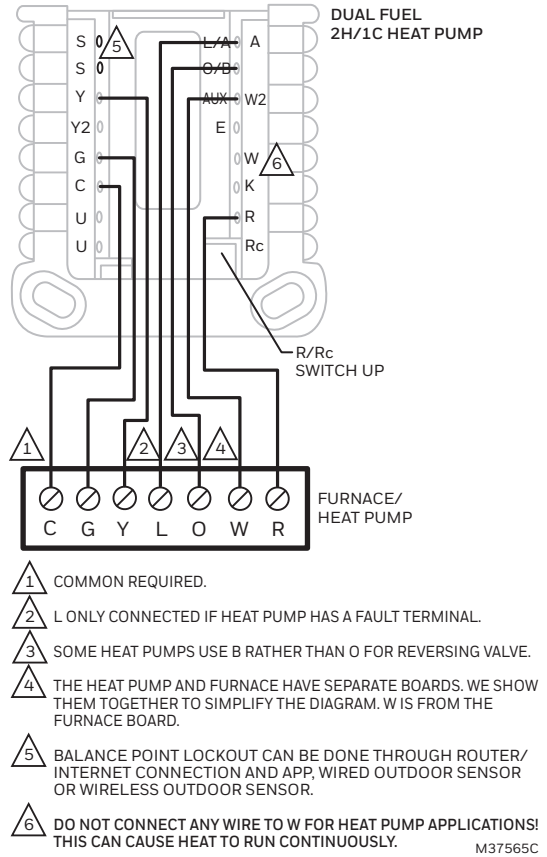 DUAL FUEL
2H/1C HEAT PUMP
S 5 L/A A
S O/B
Y AUX W2
Y2 E
G W 6
C K
U R
U Rc
R/Rc
SWITCH UP
1 2 3 4
FURNACE/
HEAT PUMP
C G Y L O W R
1 COMMON REQUIRED.
2 L ONLY CONNECTED IF HEAT PUMP HAS A FAULT TERMINAL.
3 SOME HEAT PUMPS USE B RATHER THAN O FOR REVERSING VALVE.
4 THE HEAT PUMP AND FURNACE HAVE SEPARATE BOARDS. WE SHOW
THEM TOGETHER TO SIMPLIFY THE DIAGRAM. W IS FROM THE
FURNACE BOARD.
5 BALANCE POINT LOCKOUT CAN BE DONE THROUGH ROUTER/
INTERNET CONNECTION AND APP, WIRED OUTDOOR SENSOR
OR WIRELESS OUTDOOR SENSOR.
6 DO NOT CONNECT ANY WIRE TO W FOR HEAT PUMP APPLICATIONS!
THIS CAN CAUSE HEAT TO RUN CONTINUOUSLY.
M37565C